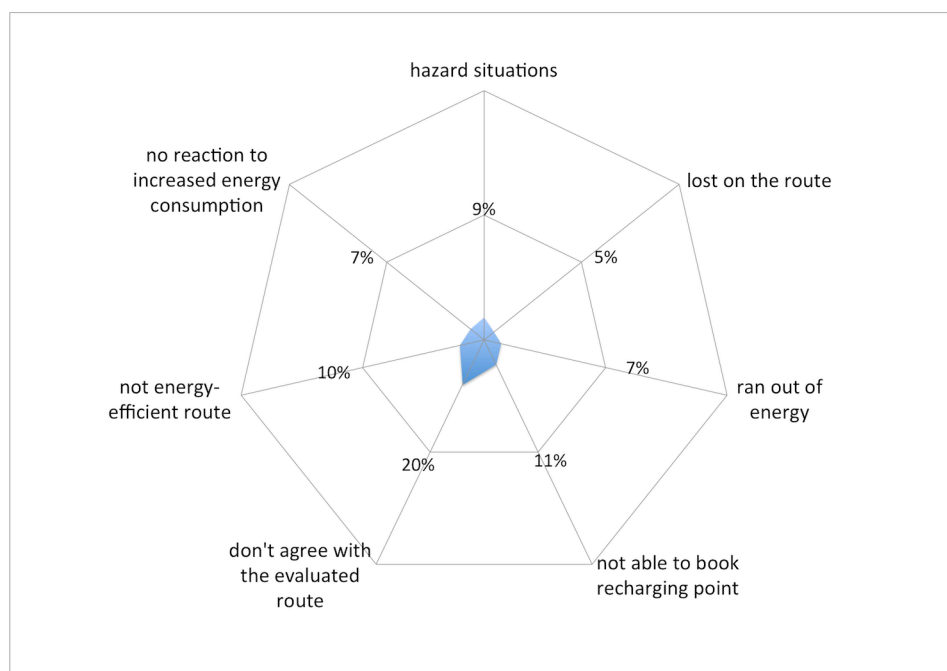 hazard situations
no reaction to
increased energy
consumption
lost on the route
9%
7%
5%
10%
7%
not energy-
efficient route
ran out of
energy
20%
11%
don't agree with
the evaluated
route
not able to book
recharging point